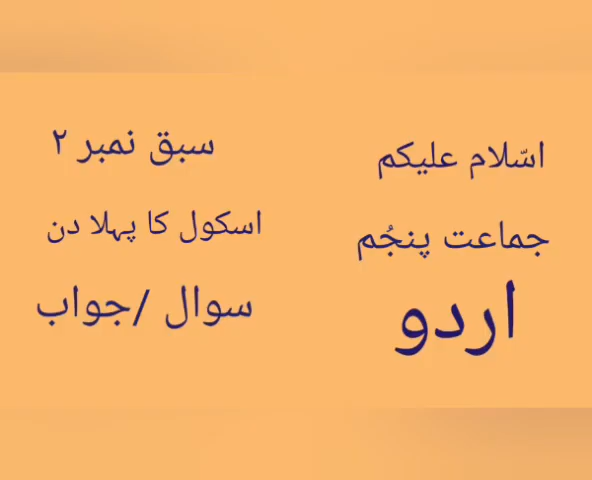 اسّلام علیکم
جماعت پنجُم
اردو
سبق نمبر ۲
اسکول کا پہلا دن
سوال /جواب